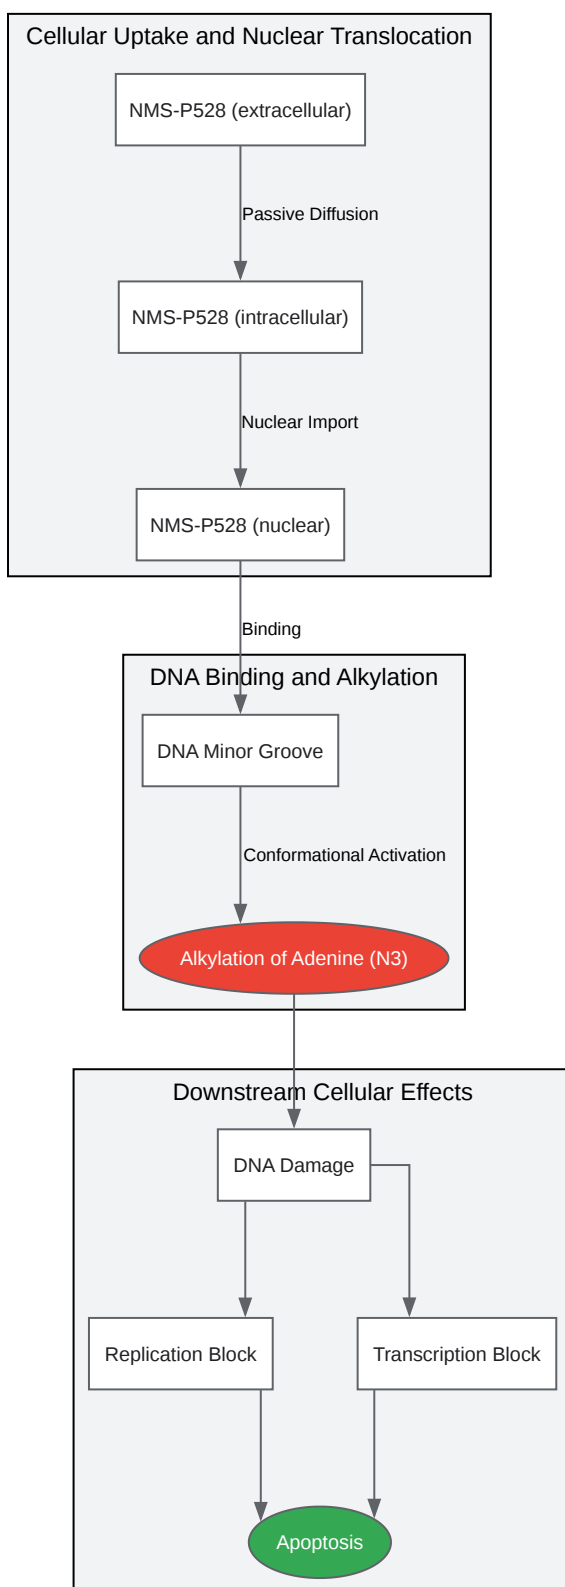 Cellular Uptake and Nuclear Translocation
NMS-P528 (extracellular)
Passive Diffusion
NMS-P528 (intracellular)
Nuclear Import
NMS-P528 (nuclear)
Binding
DNA Binding and Alkylation
DNA Minor Groove
Conformational Activation
Alkylation of Adenine (N3)
Downstream Cellular Effects
DNA Damage
Replication Block
Transcription Block
Apoptosis